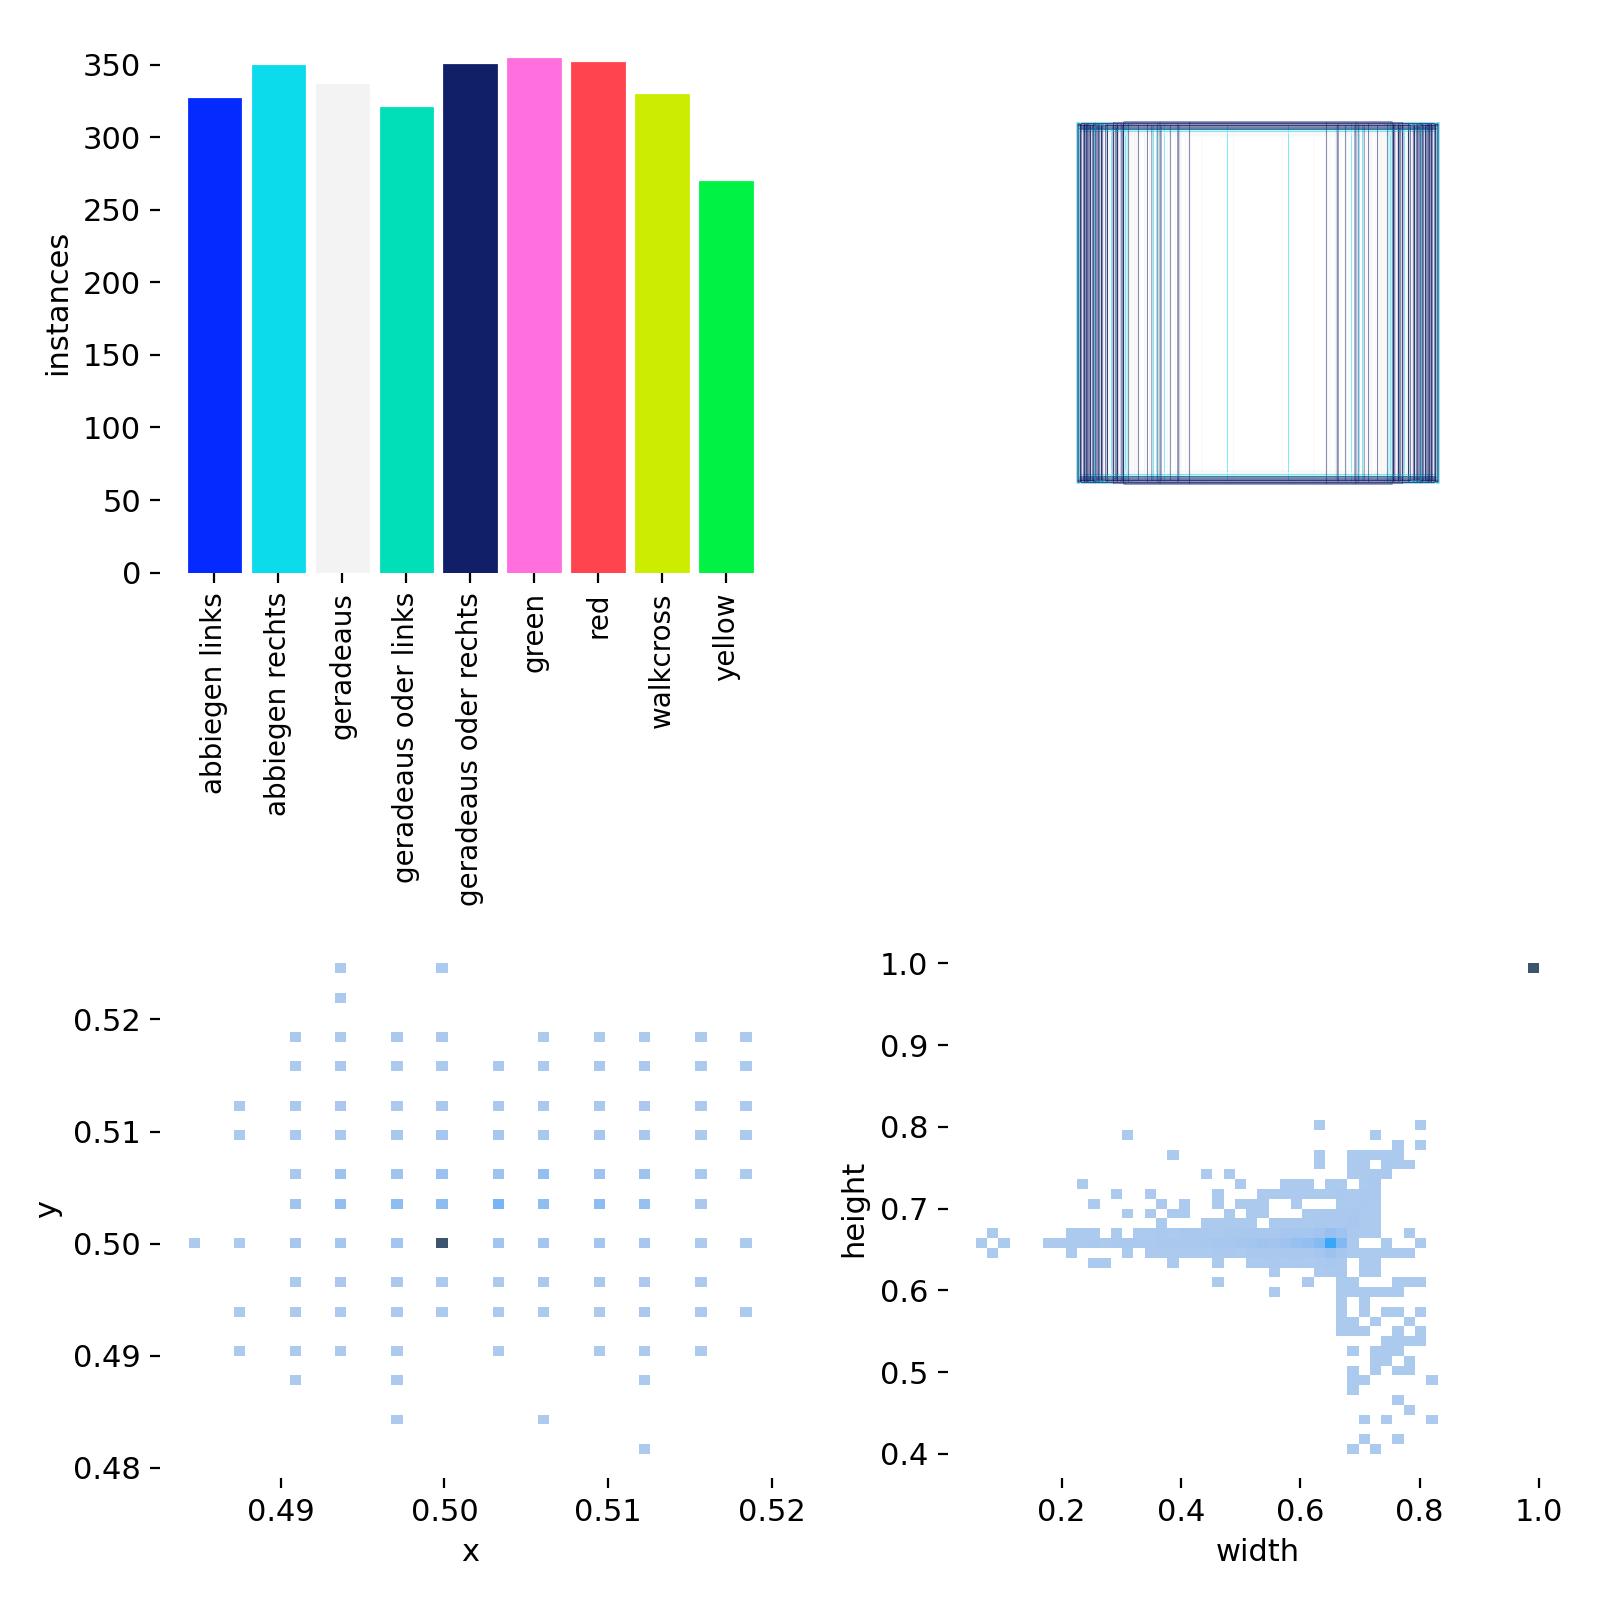 350
300
250
200
150
100
50
0
instances
abbiegen links
abbiegen rechts
geradeaus
geradeaus oder links
geradeaus oder rechts
green
red
walkcross
yellow
0.52
0.51
0.50
0.49
0.48
y
0.49 0.50 0.51 0.52
x
1.0
0.9
0.8
0.7
0.6
0.5
0.4
height
0.2 0.4 0.6 0.8 1.0
width